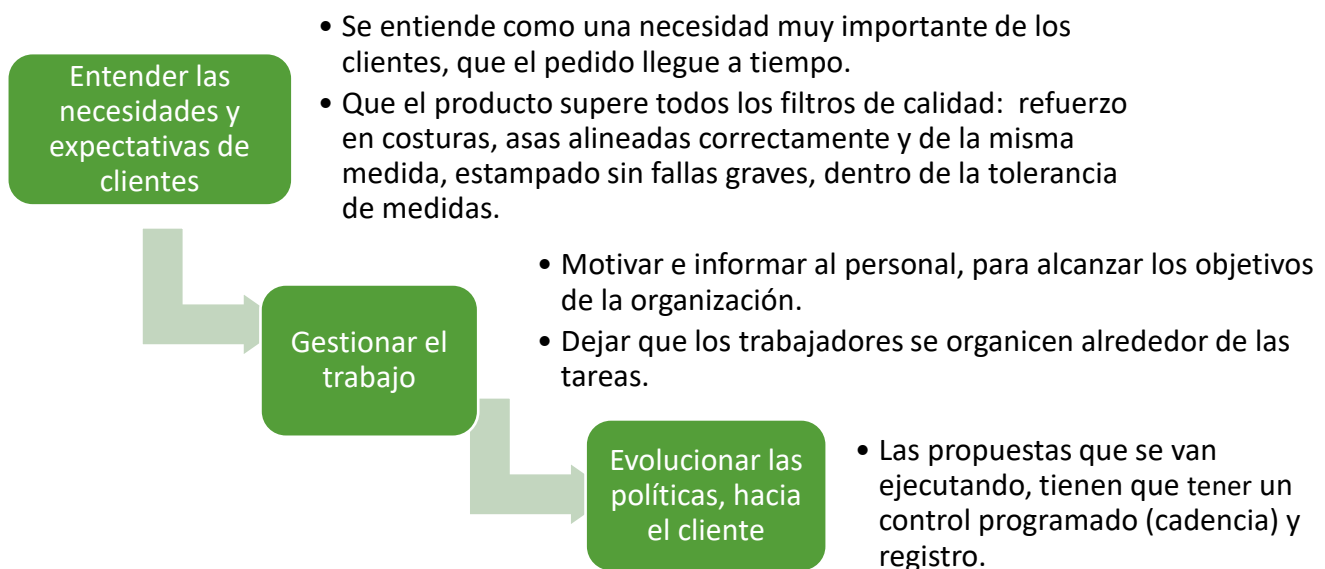 Entender las
necesidades y
expectativas de
clientes
• Se entiende como una necesidad muy importante de los
clientes, que el pedido llegue a tiempo.
• Que el producto supere todos los filtros de calidad: refuerzo
en costuras, asas alineadas correctamente y de la misma
medida, estampado sin fallas graves, dentro de la tolerancia
de medidas.
Gestionar el
trabajo
• Motivar e informar al personal, para alcanzar los objetivos
de la organización.
• Dejar que los trabajadores se organicen alrededor de las
tareas.
Evolucionar las
políticas, hacia
el cliente
• Las propuestas que se van
ejecutando, tienen que tener un
control programado (cadencia) y
registro.